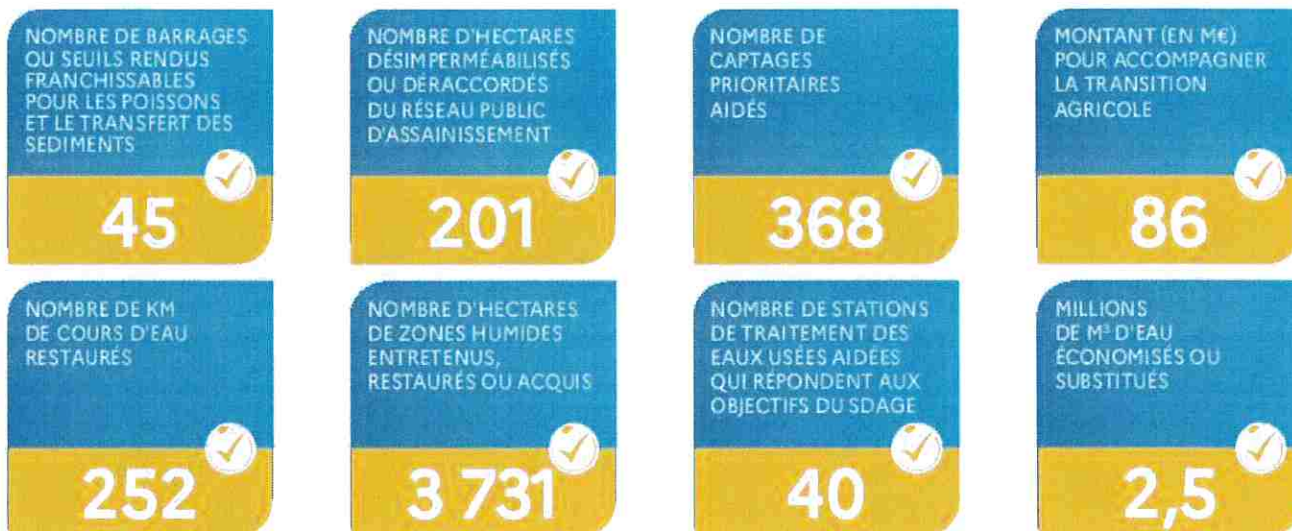 NOMBRE DE BARRAGES
OU SEUILS RENDUS
FRANCHISSABLES
POUR LES POISSONS
ET LE TRANSFERT DES
SEDIMENTS
45
NOMBRE D'HECTARES
DÉSIMPERMÉABILISÉS
OU DÉRACCORDÉS
DU RÉSEAU PUBLIC
D'ASSAINISSEMENT
201
NOMBRE DE
CAPTAGES
PRIORITAIRES
AIDÉS
368
MONTANT (EN M€)
POUR ACCOMPAGNER
LA TRANSITION
AGRICOLE
86
NOMBRE DE KM
DE COURS D'EAU
RESTAURÉS
252
NOMBRE D'HECTARES
DE ZONES HUMIDES
ENTRETENUS,
RESTAURÉS OU ACQUIS
3 731
NOMBRE DE STATIONS
DE TRAITEMENT DES
EAUX USÉES AIDÉES
QUI RÉPONDENT AUX
OBJECTIFS DU SDAGE
40
MILLIONS
DE M³ D'EAU
ÉCONOMISÉS OU
SUBSTITUÉS
2,5